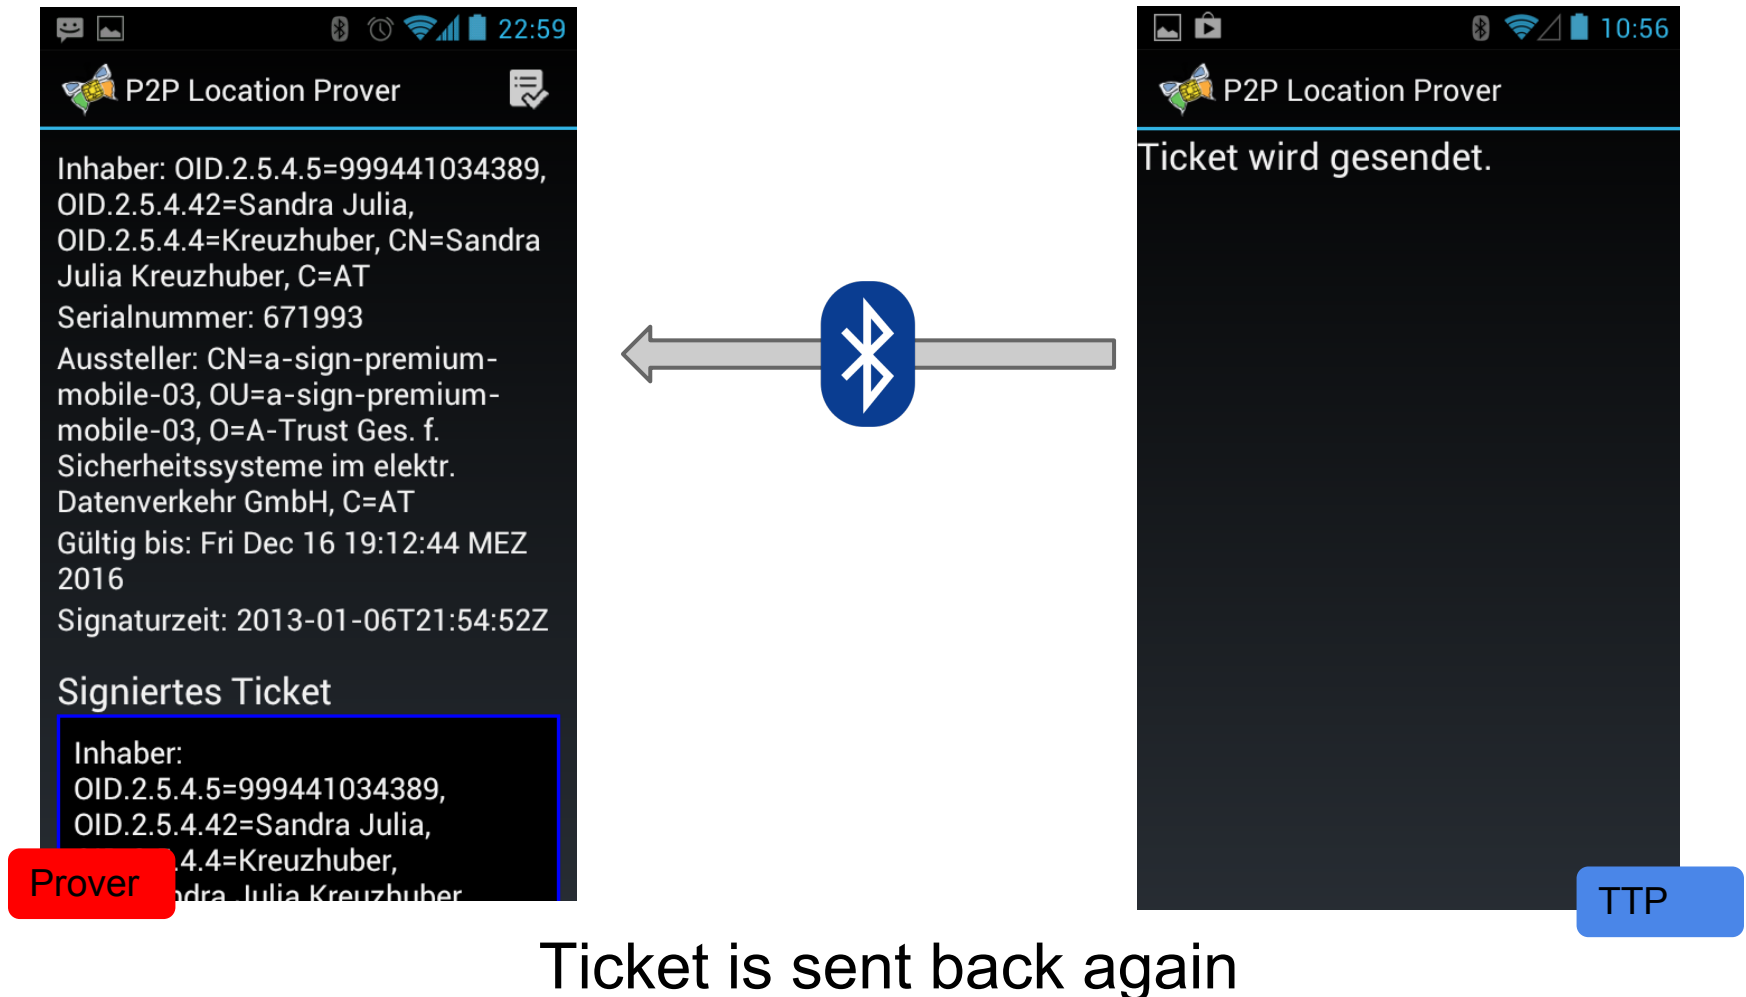 22:59
P2P Location Prover
Inhaber: OID.2.5.4.5=999441034389,
OID.2.5.4.42=Sandra Julia,
OID.2.5.4.4=Kreuzhuber, CN=Sandra
Julia Kreuzhuber, C=AT
Serialnummer: 671993
Aussteller: CN=a-sign-premium-
mobile-03, OU=a-sign-premium-
mobile-03, O=A-Trust Ges. f.
Sicherheitssysteme im elektr.
Datenverkehr GmbH, C=AT
Gültig bis: Fri Dec 16 19:12:44 MEZ
2016
Signaturzeit: 2013-01-06T21:54:52Z
Signiertes Ticket
Inhaber:
OID.2.5.4.5=999441034389,
OID.2.5.4.42=Sandra Julia,
.4.4=Kreuzhuber,
ndra Julia Kreuzhuber
Prover
10:56
P2P Location Prover
Ticket wird gesendet.
TTP
Ticket is sent back again